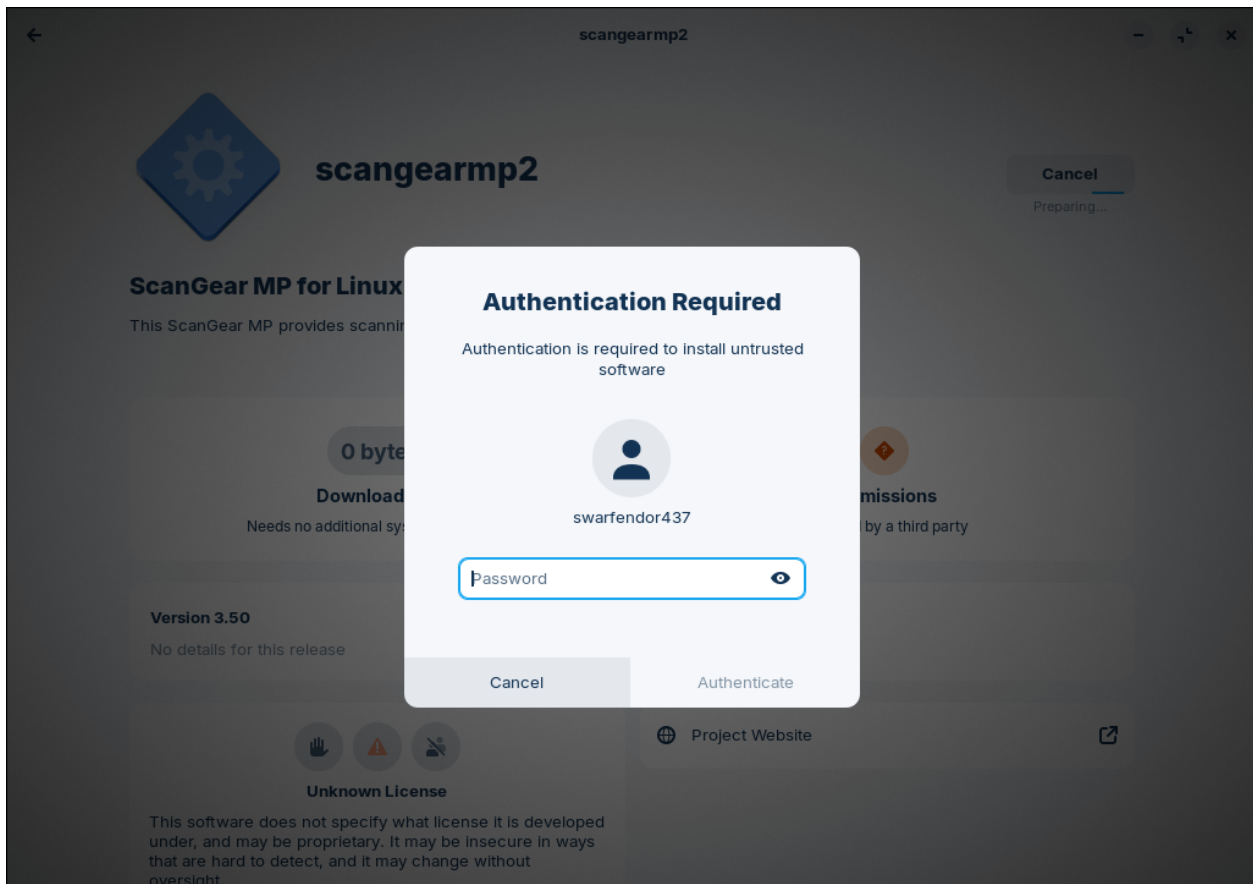 scangearmp2
scangearmp2
Cancel
Preparing...
ScanGear MP for Linux
This ScanGear MP provides
Authentication Required
Authentication is required to install untrusted
software
swarfendor437
Password
Cancel
Authenticate
0 byte
Download
Needs no additional
missions
by a third party
Version 3.50
No details for this release
Project Website
Unknown License
This software does not specify what license it is developed
under, and may be proprietary. It may be insecure in ways
that are hard to detect, and it may change without
oversight.